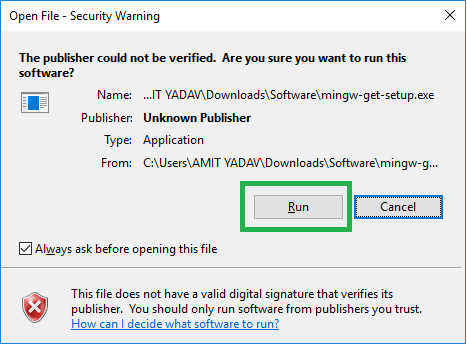 Open File - Security Warning
The publisher could not be verified. Are you sure you want to run this
software?
Name: ...IT YADAV\Downloads\Software\mingw-get-setup.exe
Publisher: Unknown Publisher
Type: Application
From: C:\Users\AMIT YADAV\Downloads\Software\mingw-g...
Run Cancel
Always ask before opening this file
This file does not have a valid digital signature that verifies its
publisher. You should only run software from publishers you trust.
How can I decide what software to run?